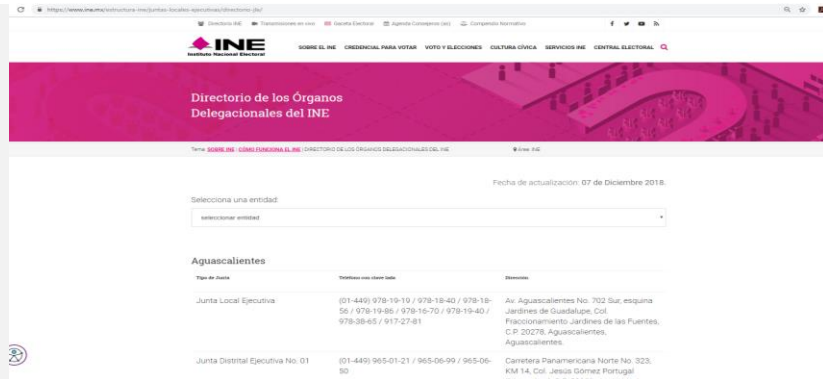 https://www.ine.mx/estructura-ine/juntas-locales-ejecutivas/directorio-jle/
Directorio INE Transmisiones en vivo Gaceta Electoral Agenda Consejeros (as) Compendio Normativo
INE
Instituto Nacional Electoral
SOBRE EL INE CREDENCIAL PARA VOTAR VOTO Y ELECCIONES CULTURA CÍVICA SERVICIOS INE CENTRAL ELECTORAL
Directorio de los Órganos
Delegacionales del INE
Tema: SOBRE INE | CÓMO FUNCIONA EL INE | DIRECTORIO DE LOS ÓRGANOS DELEGACIONALES DEL INE Área: INE
Fecha de actualización: 07 de Diciembre 2018.
Selecciona una entidad
seleccionar entidad
Aguascalientes
Tipo de Junta Teléfono con clave lada Dirección
Junta Local Ejecutiva (01-449) 978-19-19 / 978-18-40 / 978-18- Av. Aguascalientes No. 702 Sur, esquina
56 / 978-19-86 / 978-16-70 / 978-19-40 / Jardines de Guadalupe, Col.
978-38-65 / 917-27-81 Fraccionamiento Jardines de las Fuentes,
C.P. 20278, Aguascalientes,
Aguascalientes.
Junta Distrital Ejecutiva No. 01 (01-449) 965-01-21 / 965-06-99 / 965-06- Carretera Panamericana Norte No. 323,
50 KM 14, Col. Jesús Gómez Portugal